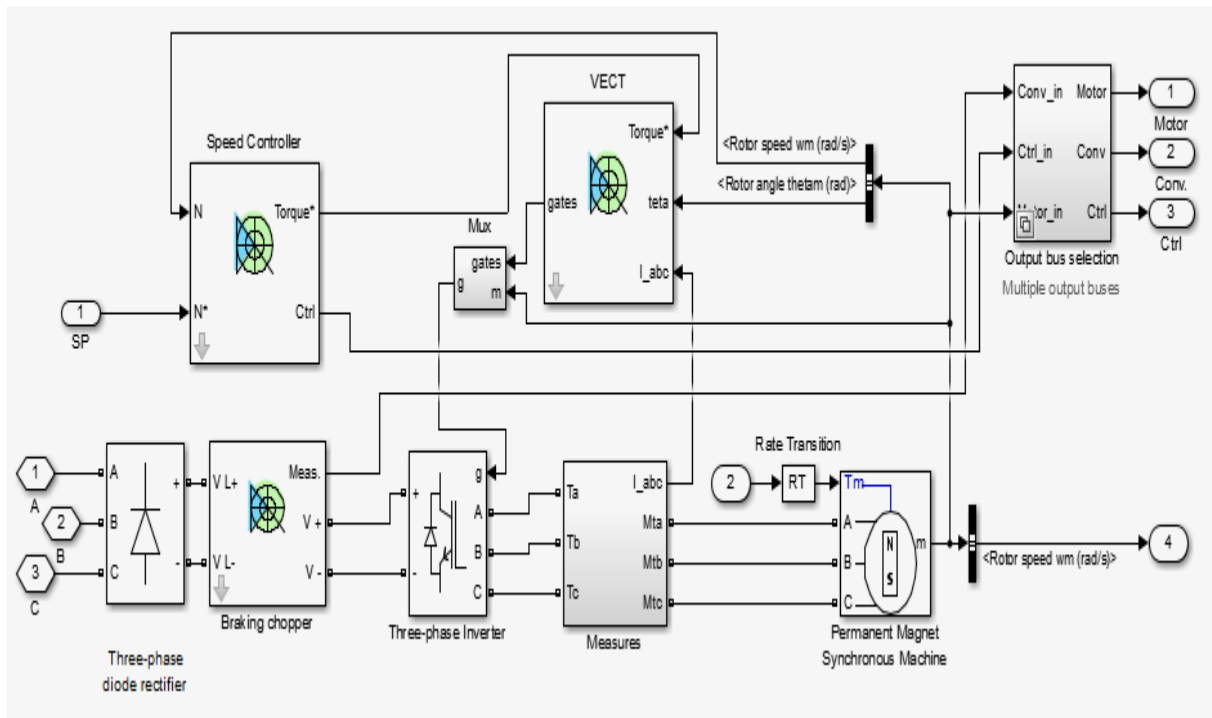 VECT
Speed Controller
N
Torque*
N*
Ctrl
1
SP
Mux
gates
m
g
Torque*
gates
teta
I_abc
<Rotor speed wm (rad/s)>
<Rotor angle thetam (rad)>
Conv_in
Motor
Ctrl_in
Conv
tor_in
Ctrl
Output bus selection
Multiple output buses
1
Motor
2
Conv.
3
Ctrl
1
A
2
B
3
C
A
B
C
+
-
Three-phase
diode rectifier
V L+
V L-
Meas.
V +
V -
Braking chopper
+
-
g
A
B
C
Three-phase Inverter
Ta
Tb
Tc
I_abc
Mta
Mtb
Mtc
Measures
Rate Transition
2
RT
Tm
A
B
C
N
S
m
Permanent Magnet
Synchronous Machine
<Rotor speed wm (rad/s)>
4